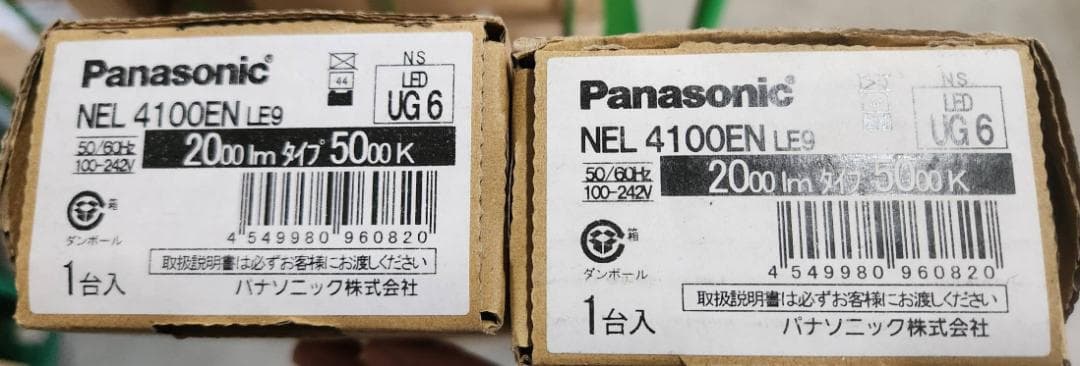 Panasonic
NS
44
LED
UG 6
NEL 4100EN LE9
50/60Hz
100-242V
2000 lm タイプ 5000 K
箱
ダンボール
4 549980 960820
1台入
取扱説明書は必ずお客様にお渡しください
パナソニック株式会社
Panasonic
NS
LED
UG 6
NEL 4100EN LE9
50/60Hz
100-242V
2000 lm タイプ 5000 K
箱
ダンボール
4 549980 960820
1台入
取扱説明書は必ずお客様にお渡しください
パナソニック株式会社